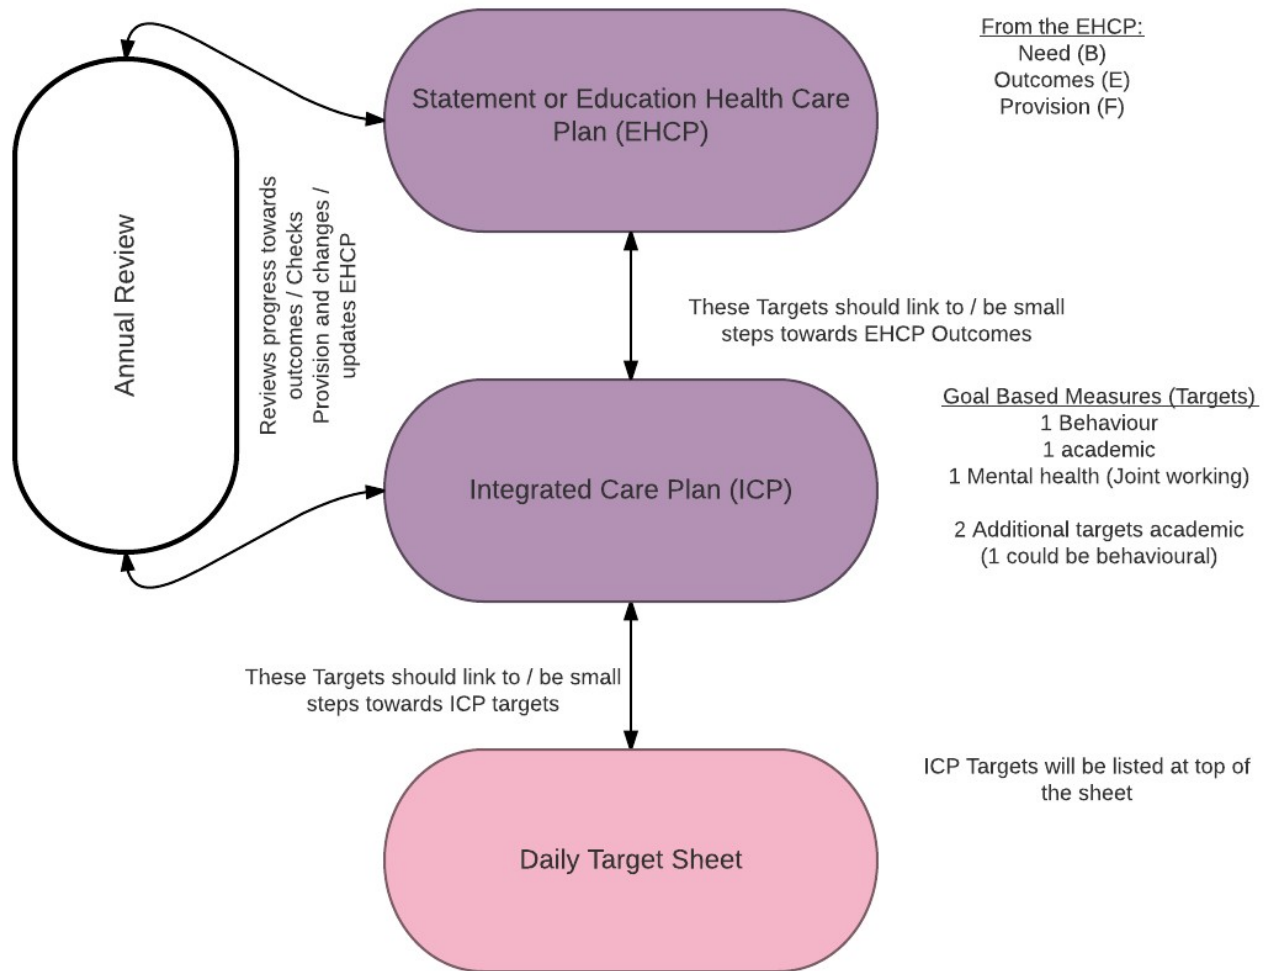 Statement or Education Health Care
Plan (EHCP)
From the EHCP:
Need (B)
Outcomes (E)
Provision (F)
Annual Review
Reviews progress towards
outcomes / Checks
Provision and changes /
updates EHCP
These Targets should link to / be small
steps towards EHCP Outcomes
Integrated Care Plan (ICP)
Goal Based Measures (Targets)
1 Behaviour
1 academic
1 Mental health (Joint working)
2 Additional targets academic
(1 could be behavioural)
These Targets should link to / be small
steps towards ICP targets
Daily Target Sheet
ICP Targets will be listed at top of
the sheet